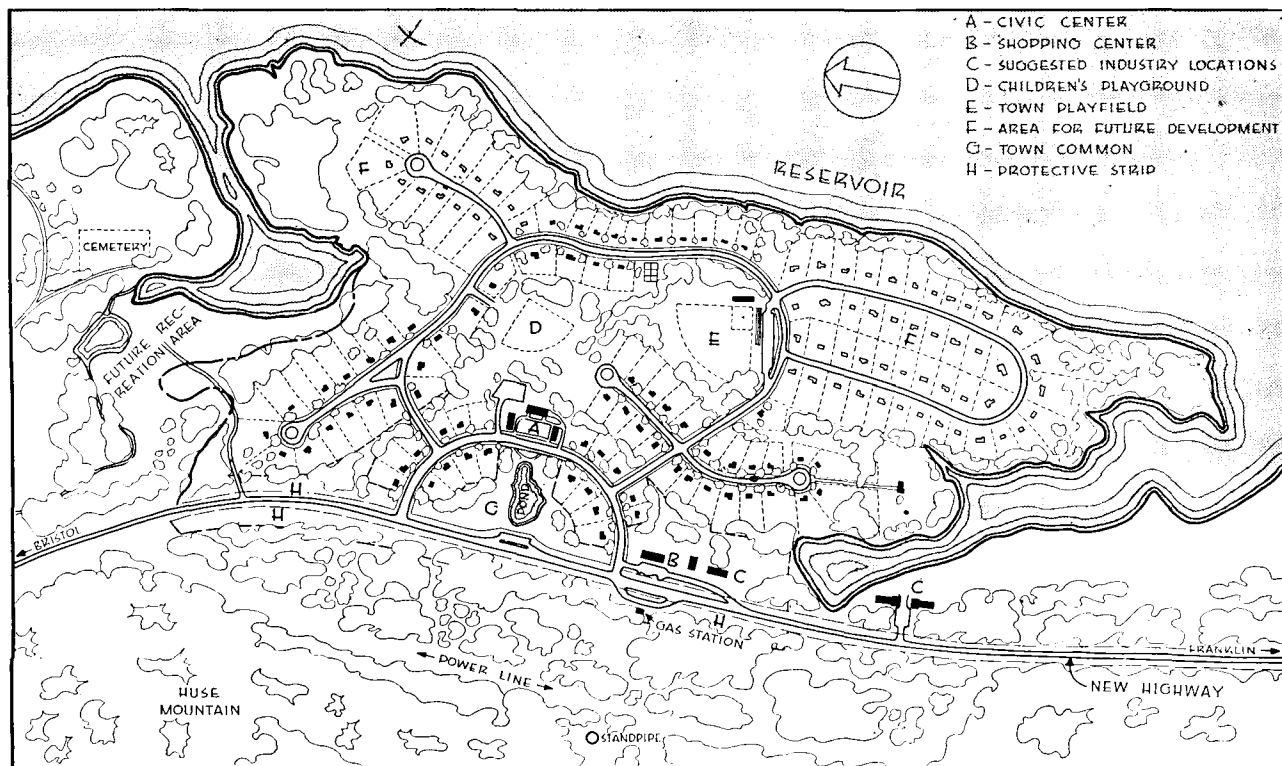 A - CIVIC CENTER
B - SHOPPING CENTER
C - SUGGESTED INDUSTRY LOCATIONS
D - CHILDREN'S PLAYGROUND
E - TOWN PLAYFIELD
F - AREA FOR FUTURE DEVELOPMENT
G - TOWN COMMON
H - PROTECTIVE STRIP
X
RESERVOIR
F
CEMETERY
FUTURE REC-
REATION AREA
D
E
F
A
POND
G
H
H
BRISTOL
B
C
C
H
GAS STATION
POWER LINE
FRANKLIN
NEW HIGHWAY
HUSE
MOUNTAIN
STANDPIPE